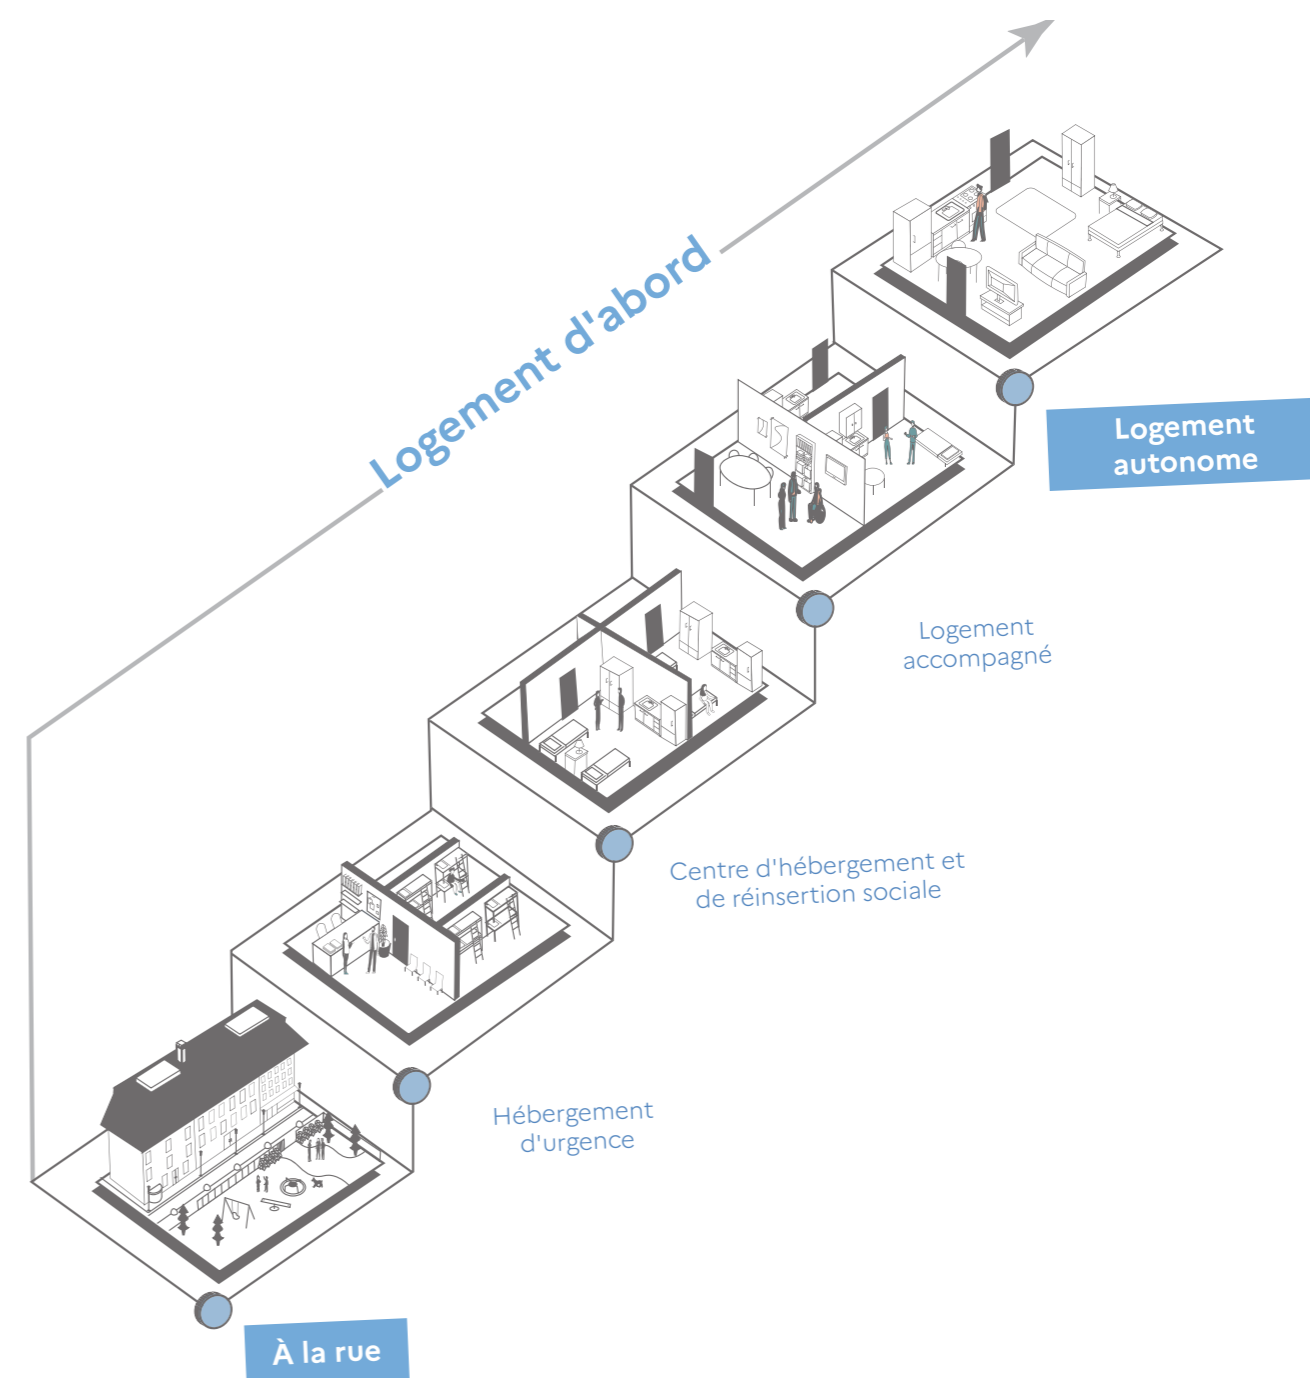 Logement d'abord
Logement
autonome
Logement
accompagné
Centre d'hébergement et
de réinsertion sociale
Hébergement
d'urgence
À la rue